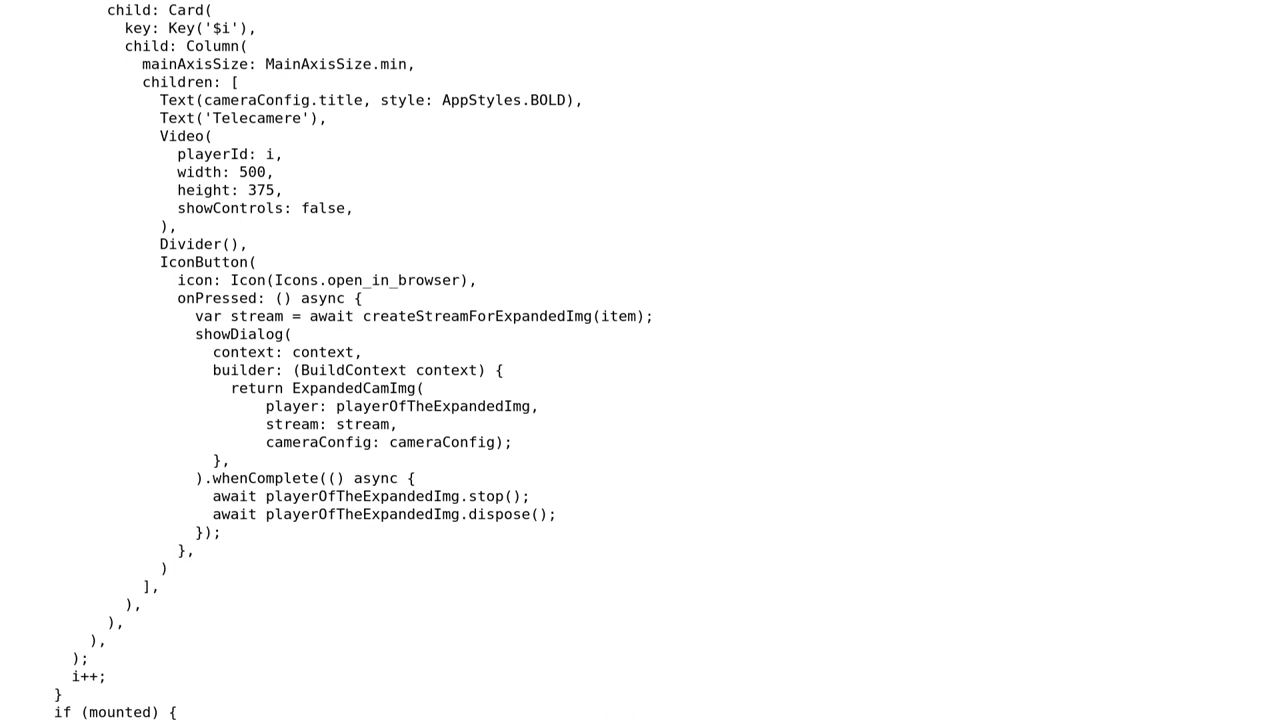 child: Card(
key: Key('$i'),
child: Column(
mainAxisSize: MainAxisSize.min,
children: [
Text(cameraConfig.title, style: AppStyles.BOLD),
Text('Telecamere'),
Video(
playerId: i,
width: 500,
height: 375,
showControls: false,
),
Divider(),
IconButton(
icon: Icon(Icons.open_in_browser),
onPressed: () async {
var stream = await createStreamForExpandedImg(item);
showDialog(
context: context,
builder: (BuildContext context) {
return ExpandedCamImg(
player: playerOfTheExpandedImg,
stream: stream,
cameraConfig: cameraConfig);
},
).whenComplete(() async {
await playerOfTheExpandedImg.stop();
await playerOfTheExpandedImg.dispose();
});
},
)
],
),
),
),
);
i++;
}
if (mounted) {